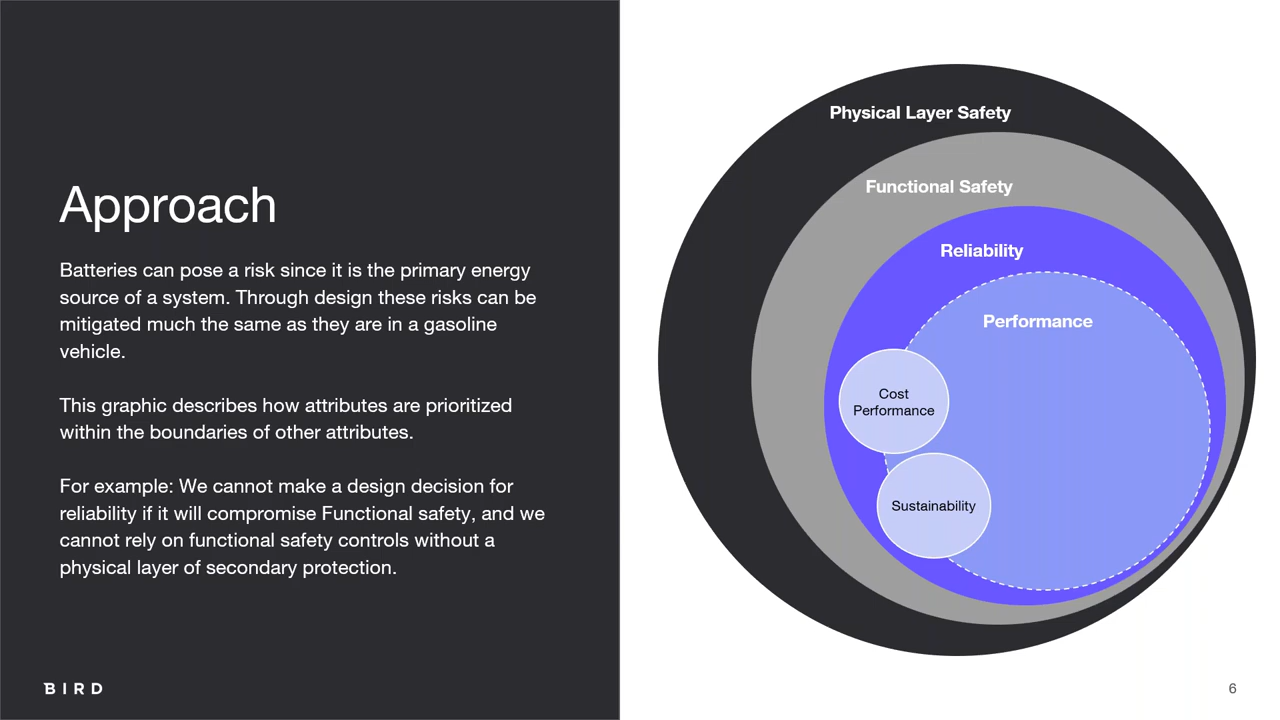 Approach
Batteries can pose a risk since it is the primary energy
source of a system. Through design these risks can be
mitigated much the same as they are in a gasoline
vehicle.
This graphic describes how attributes are prioritized
within the boundaries of other attributes.
For example: We cannot make a design decision for
reliability if it will compromise Functional safety, and we
cannot rely on functional safety controls without a
physical layer of secondary protection.
BIRD
Physical Layer Safety
Functional Safety
Reliability
Performance
Cost
Performance
Sustainability
6